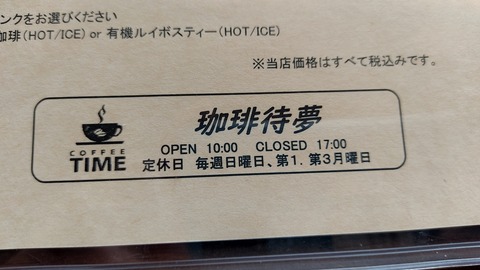 ンクをお選びください
珈琲(HOT/ICE) or 有機ルイボスティー(HOT/ICE)
※当店価格はすべて税込みです。
珈琲待夢
COFFEE
TIME
OPEN 10:00 CLOSED 17:00
定休日 毎週日曜日、第1．第3月曜日